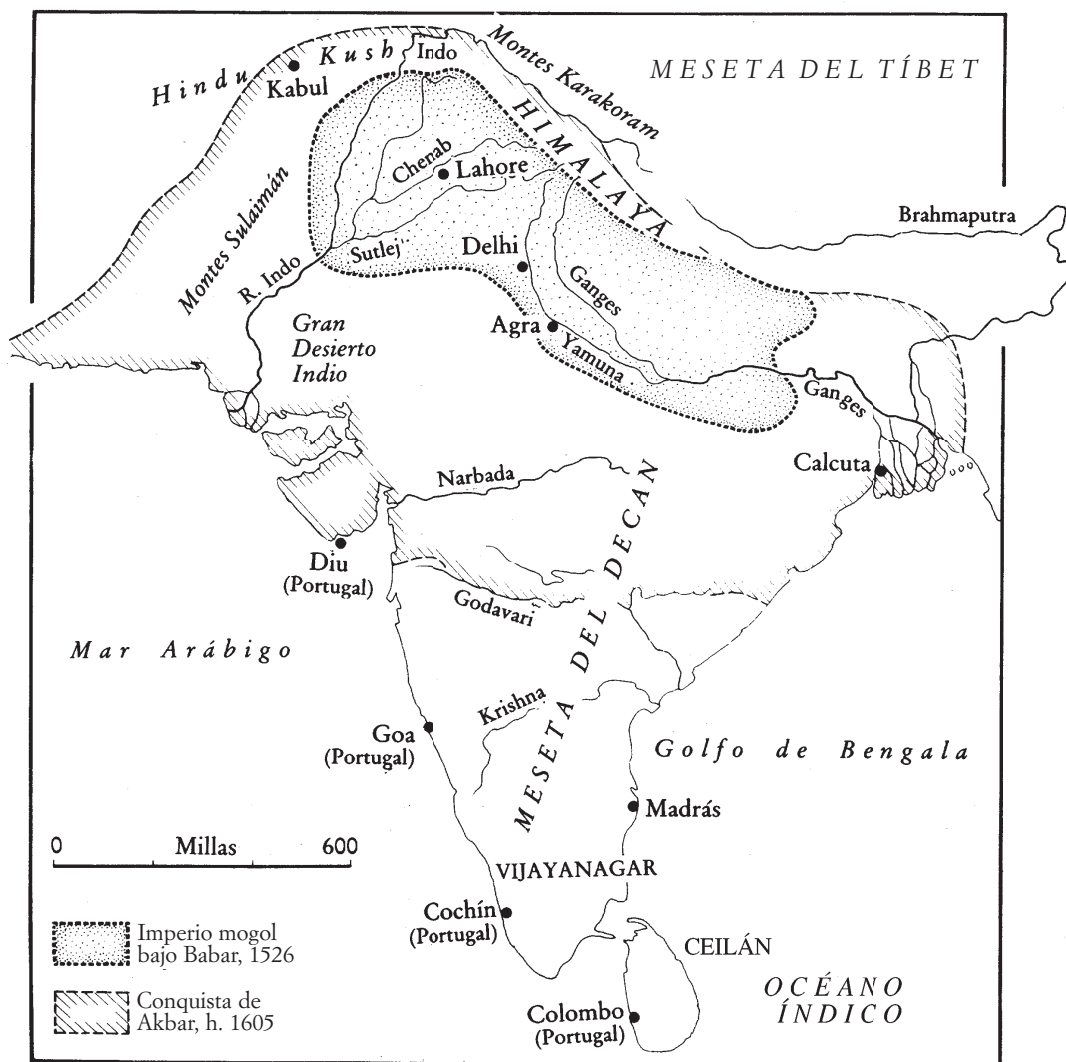 Hindu Kush
Indo
Montes Karakoram
MESETA DEL TÍBET
Kabul
HIMALAYA
Chenab
Lahore
Montes Sulaimán
Brahmaputra
Sutlej
Delhi
R. Indo
Ganges
Gran
Desierto
Indio
Agra
Yamuna
Ganges
Calcuta
Narbada
MESETA DEL DECAN
Diu
(Portugal)
Godavari
Mar Arábigo
Krishna
Goa
(Portugal)
Golfo de Bengala
Madrás
0 Millas 600
VIJAYANAGAR
Cochín
(Portugal)
Imperio mogol
bajo Babar, 1526
CEILÁN
Conquista de
Akbar, h. 1605
OCÉANO
ÍNDICO
Colombo
(Portugal)